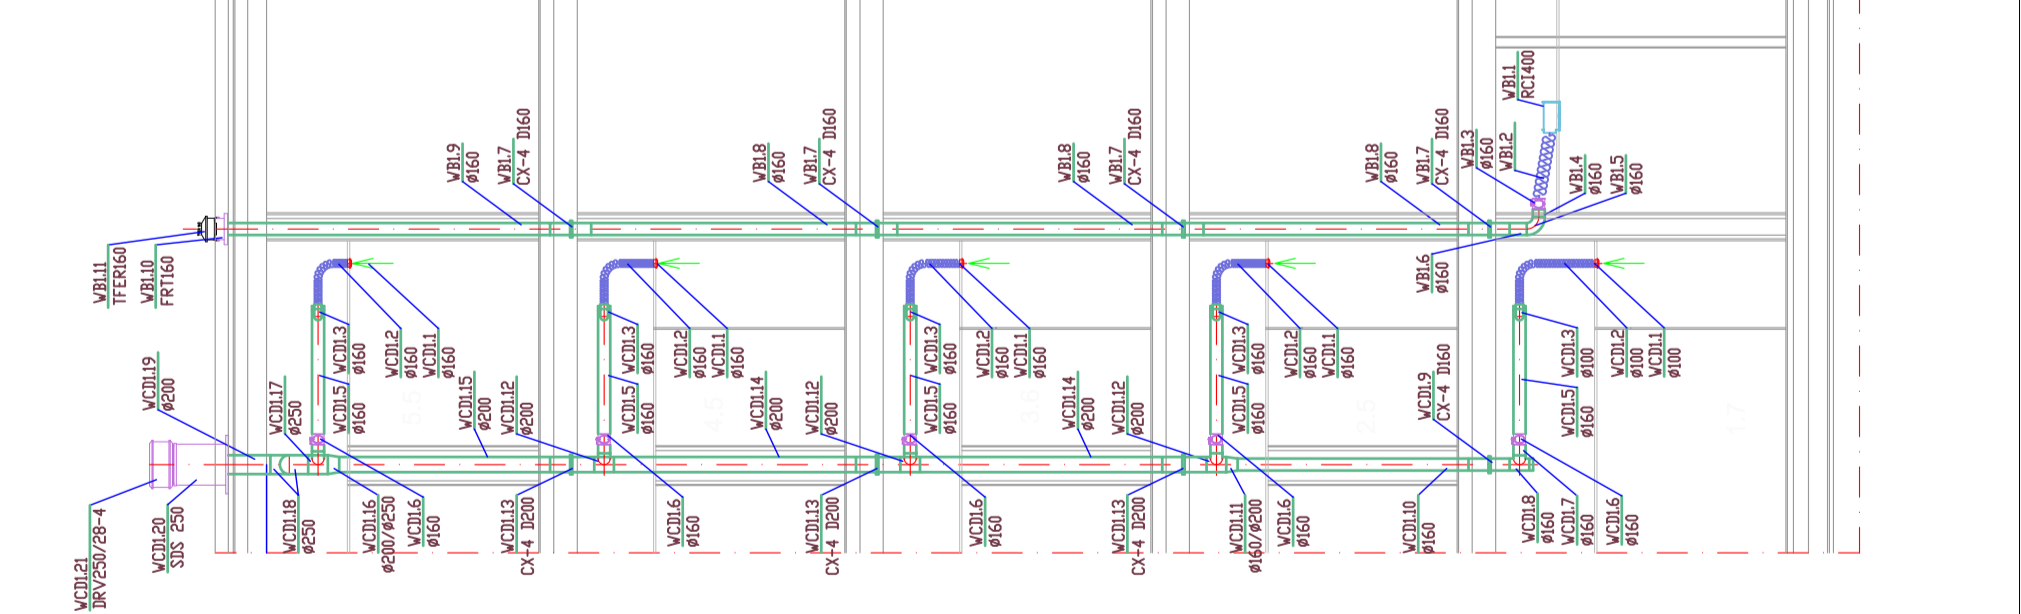 WB1.11
TFER160
WB1.10
FRT160
WB1.9
ø160
WB1.7
CX-4 D160
WB1.8
ø160
WB1.7
CX-4 D160
WB1.8
ø160
WB1.7
CX-4 D160
WB1.8
ø160
WB1.7
CX-4 D160
WB1.3
ø160
WB1.2
WB1.1
RCI400
WB1.4
ø160
WB1.5
ø160
WB1.6
ø160
WCD1.3
ø160
WCD1.2
ø160
WCD1.1
ø160
WCD1.3
ø160
WCD1.2
ø160
WCD1.1
ø160
WCD1.3
ø160
WCD1.2
ø160
WCD1.1
ø160
WCD1.3
ø160
WCD1.2
ø160
WCD1.1
ø160
WCD1.3
ø100
WCD1.2
ø100
WCD1.1
ø100
WCD1.19
ø200
WCD1.17
ø250
WCD1.5
ø160
5.5
WCD1.15
ø200
WCD1.12
ø200
WCD1.5
ø160
4.5
WCD1.14
ø200
WCD1.12
ø200
WCD1.5
ø160
3.6
WCD1.14
ø200
WCD1.12
ø200
WCD1.5
ø160
2.5
WCD1.9
CX-4 D160
WCD1.5
ø160
1.7
WCD1.21
DRV250/28-4
WCD1.20
SDS 250
WCD1.18
ø250
WCD1.16
ø200/ø250
WCD1.6
ø160
WCD1.13
CX-4 D200
WCD1.6
ø160
WCD1.13
CX-4 D200
WCD1.6
ø160
WCD1.13
CX-4 D200
WCD1.11
ø160/ø200
WCD1.6
ø160
WCD1.10
ø160
WCD1.8
ø160
WCD1.7
ø160
WCD1.6
ø160